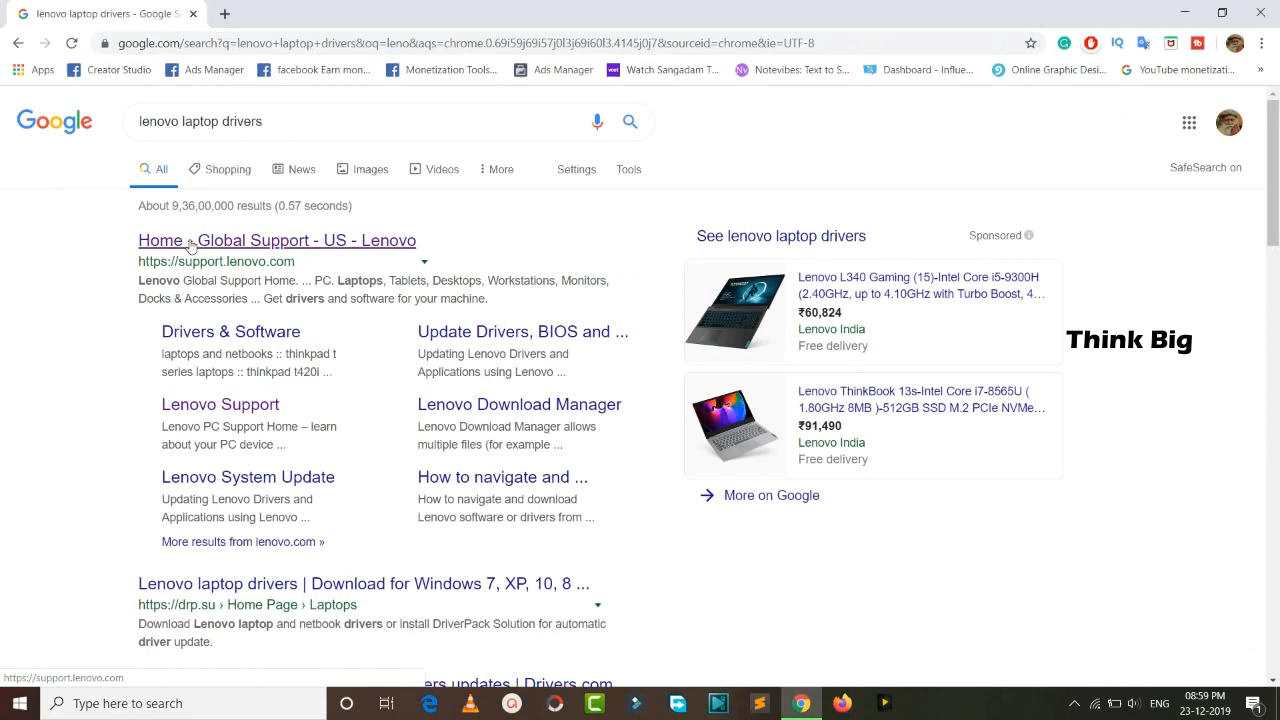 lenovo laptop drivers - Google S
google.com/search?q=lenovo+laptop+drivers&oq=leno&aqs=chrome.0.69i59j69i57j0l3j69i60l3.4145j0j7&sourceid=chrome&ie=UTF-8
Apps
Creator Studio
Ads Manager
facebook Earn mon...
Monetization Tools...
Ads Manager
Watch Sangadam T...
Notevibes: Text to S...
Dashboard - Influe...
Online Graphic Des...
YouTube monetizati...
»
Google
lenovo laptop drivers
All
Shopping
News
Images
Videos
More
Settings
Tools
SafeSearch on
About 9,36,00,000 results (0.57 seconds)
Home - Global Support - US - Lenovo
https://support.lenovo.com
Lenovo Global Support Home. ... PC. Laptops, Tablets, Desktops, Workstations, Monitors,
Docks & Accessories ... Get drivers and software for your machine.
Drivers & Software
laptops and netbooks :: thinkpad t
series laptops :: thinkpad t420i ...
Update Drivers, BIOS and ...
Updating Lenovo Drivers and
Applications using Lenovo ...
Lenovo Support
Lenovo PC Support Home – learn
about your PC device ...
Lenovo Download Manager
Lenovo Download Manager allows
multiple files (for example ...
Lenovo System Update
Updating Lenovo Drivers and
Applications using Lenovo ...
How to navigate and ...
How to navigate and download
Lenovo software or drivers from ...
More results from lenovo.com »
Lenovo laptop drivers | Download for Windows 7, XP, 10, 8 ...
https://drp.su › Home Page › Laptops
Download Lenovo laptop and netbook drivers or install DriverPack Solution for automatic
driver update.
ers updates | Drivers.com
See lenovo laptop drivers
Sponsored
Lenovo L340 Gaming (15)-Intel Core i5-9300H
(2.40GHz, up to 4.10GHz with Turbo Boost, 4...
₹60,824
Lenovo India
Free delivery
Lenovo ThinkBook 13s-Intel Core i7-8565U (
1.80GHz 8MB )-512GB SSD M.2 PCIe NVMe...
₹91,490
Lenovo India
Free delivery
More on Google
Think Big
https://support.lenovo.com
Type here to search
ENG
08:59 PM
23-12-2019